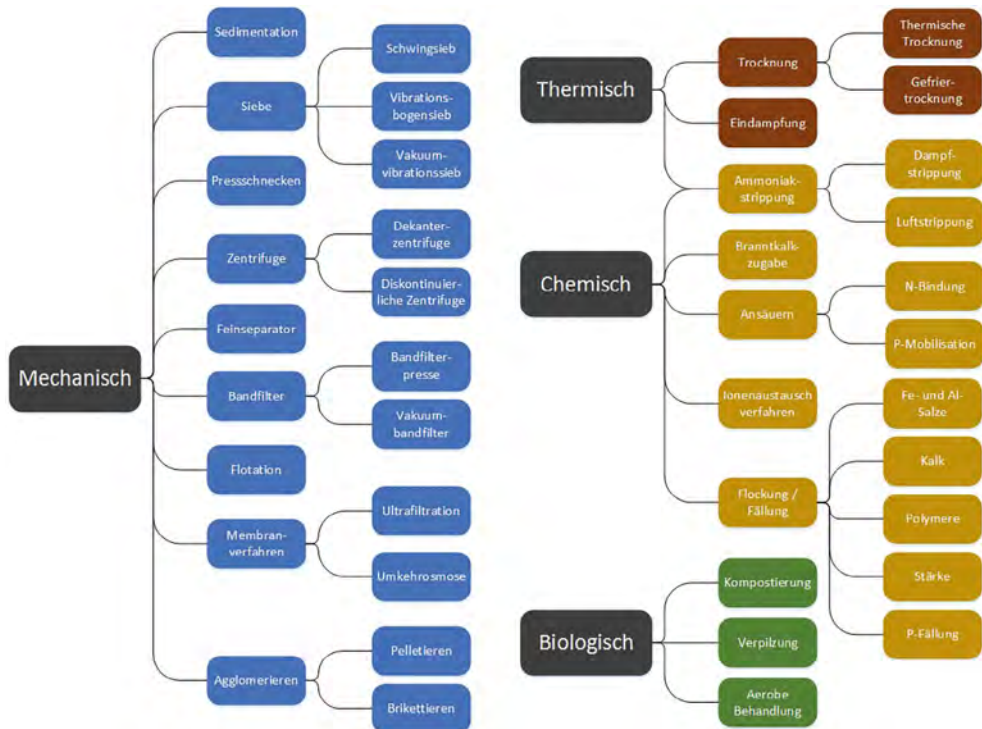 Mechanisch
Sedimentation
Siebe
Schwingsieb
Vibrations-
bogensieb
Vakuum-
vibrationssieb
Pressschnecken
Zentrifuge
Dekanter-
zentrifuge
Diskontinuier-
liche Zentrifuge
Feinseparator
Bandfilter
Bandfilter-
presse
Vakuum-
bandfilter
Flotation
Membran-
verfahren
Ultrafiltration
Umkehrosmose
Agglomerieren
Pelletieren
Brikettieren
Thermisch
Trocknung
Thermische
Trocknung
Gefrier-
trocknung
Eindampfung
Ammoniak-
strippung
Dampf-
strippung
Luftstrippung
Chemisch
Branntkalk-
zugabe
Ansäuern
N-Bindung
P-Mobilisation
Ionenaustausch
verfahren
Flockung /
Fällung
Fe- und Al-
Salze
Kalk
Polymere
Stärke
P-Fällung
Biologisch
Kompostierung
Verpilzung
Aerobe
Behandlung